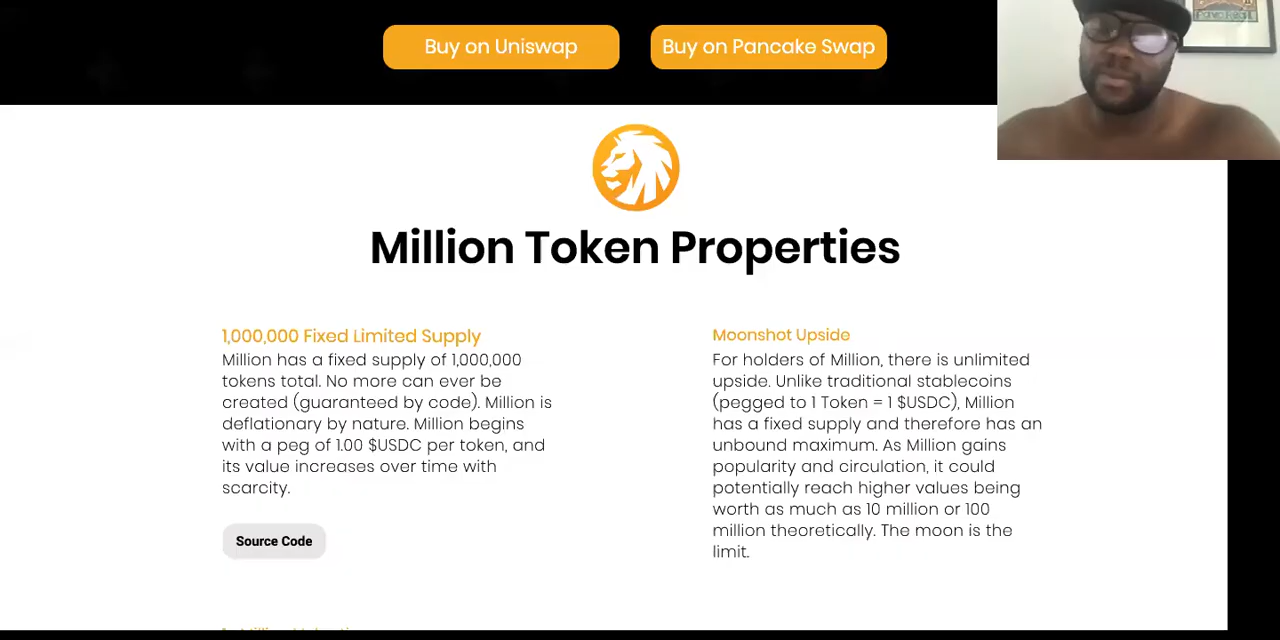 Buy on Uniswap
Buy on Pancake Swap
Million Token Properties
1,000,000 Fixed Limited Supply
Million has a fixed supply of 1,000,000
tokens total. No more can ever be
created (guaranteed by code). Million is
deflationary by nature. Million begins
with a peg of 1.00 $USDC per token, and
its value increases over time with
scarcity.
Source Code
Moonshot Upside
For holders of Million, there is unlimited
upside. Unlike traditional stablecoins
(pegged to 1 Token = 1 $USDC), Million
has a fixed supply and therefore has an
unbound maximum. As Million gains
popularity and circulation, it could
potentially reach higher values being
worth as much as 10 million or 100
million theoretically. The moon is the
limit.